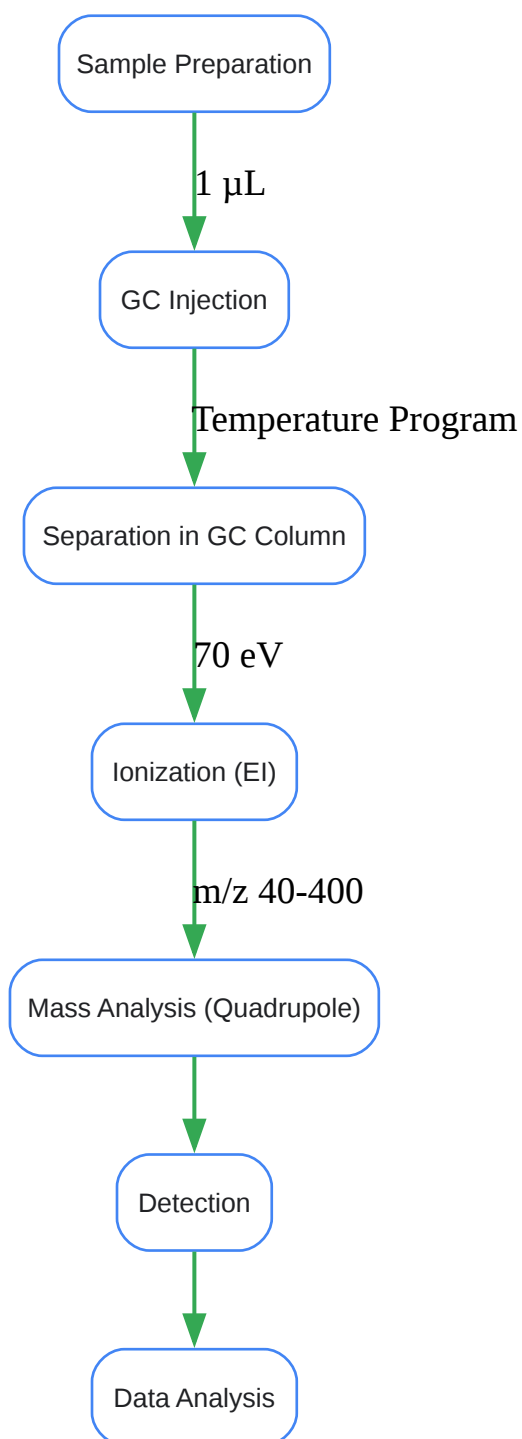 Sample Preparation
1 µL
GC Injection
Temperature Program
Separation in GC Column
70 eV
Ionization (EI)
m/z 40-400
Mass Analysis (Quadrupole)
Detection
Data Analysis